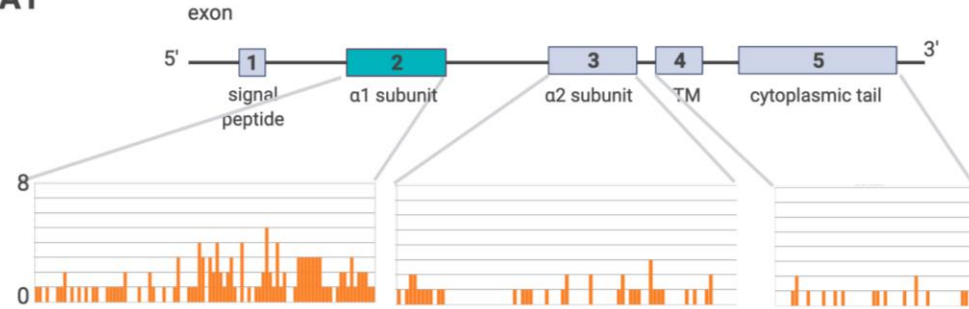 A1
exon
5' 1 2 3 4 5 3'
signal peptide
α1 subunit
α2 subunit
TM
cytoplasmic tail
8
0